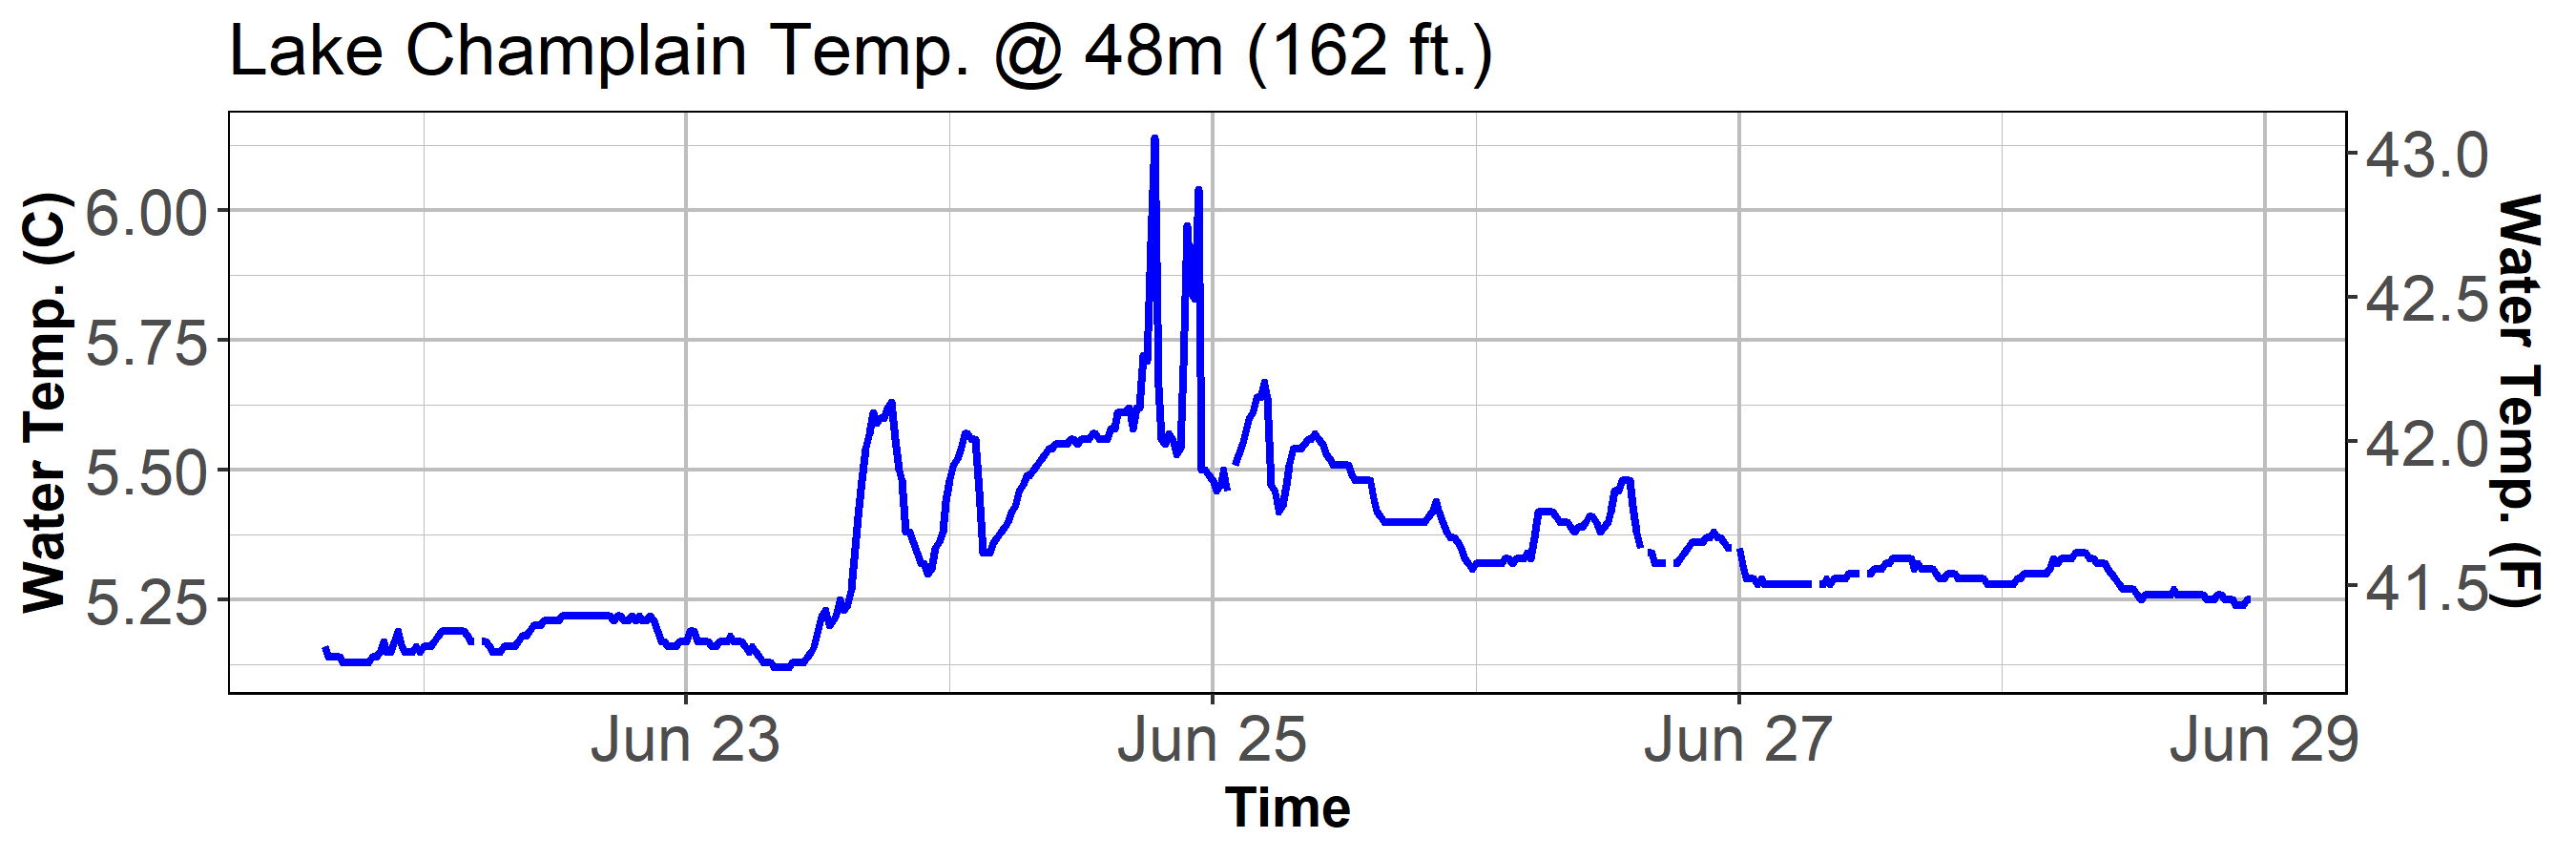 Lake Champlain Temp. @ 48m (162 ft.)
Water Temp. (C)
6.00
5.75
5.50
5.25
43.0
42.5
42.0
41.5
Water Temp. (F)
Jun 23 Jun 25 Jun 27 Jun 29
Time